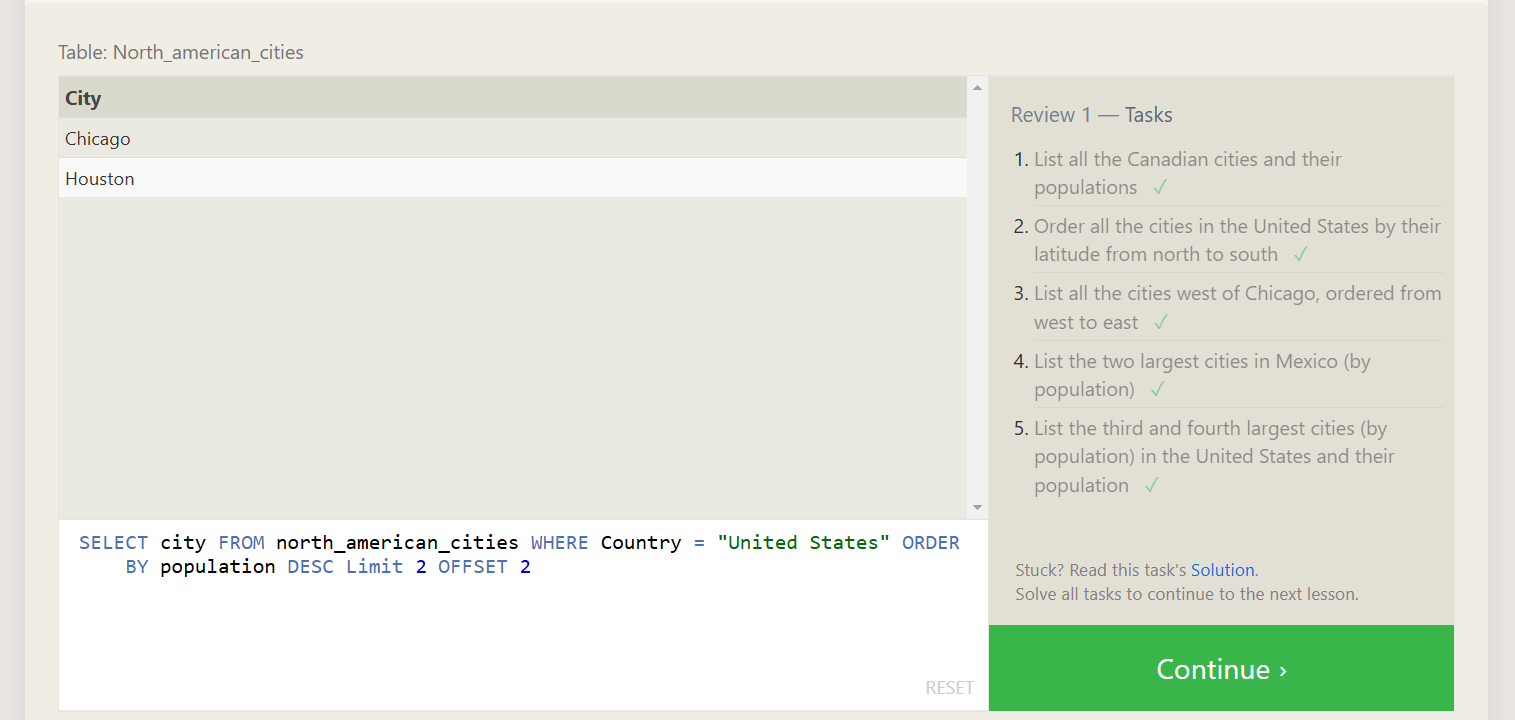 Table: North_american_cities
City
Chicago
Houston
SELECT city FROM north_american_cities WHERE Country = "United States" ORDER
BY population DESC Limit 2 OFFSET 2
RESET
Review 1 — Tasks
1. List all the Canadian cities and their
populations ✓
2. Order all the cities in the United States by their
latitude from north to south ✓
3. List all the cities west of Chicago, ordered from
west to east ✓
4. List the two largest cities in Mexico (by
population) ✓
5. List the third and fourth largest cities (by
population) in the United States and their
population ✓
Stuck? Read this task's Solution.
Solve all tasks to continue to the next lesson.
Continue ›